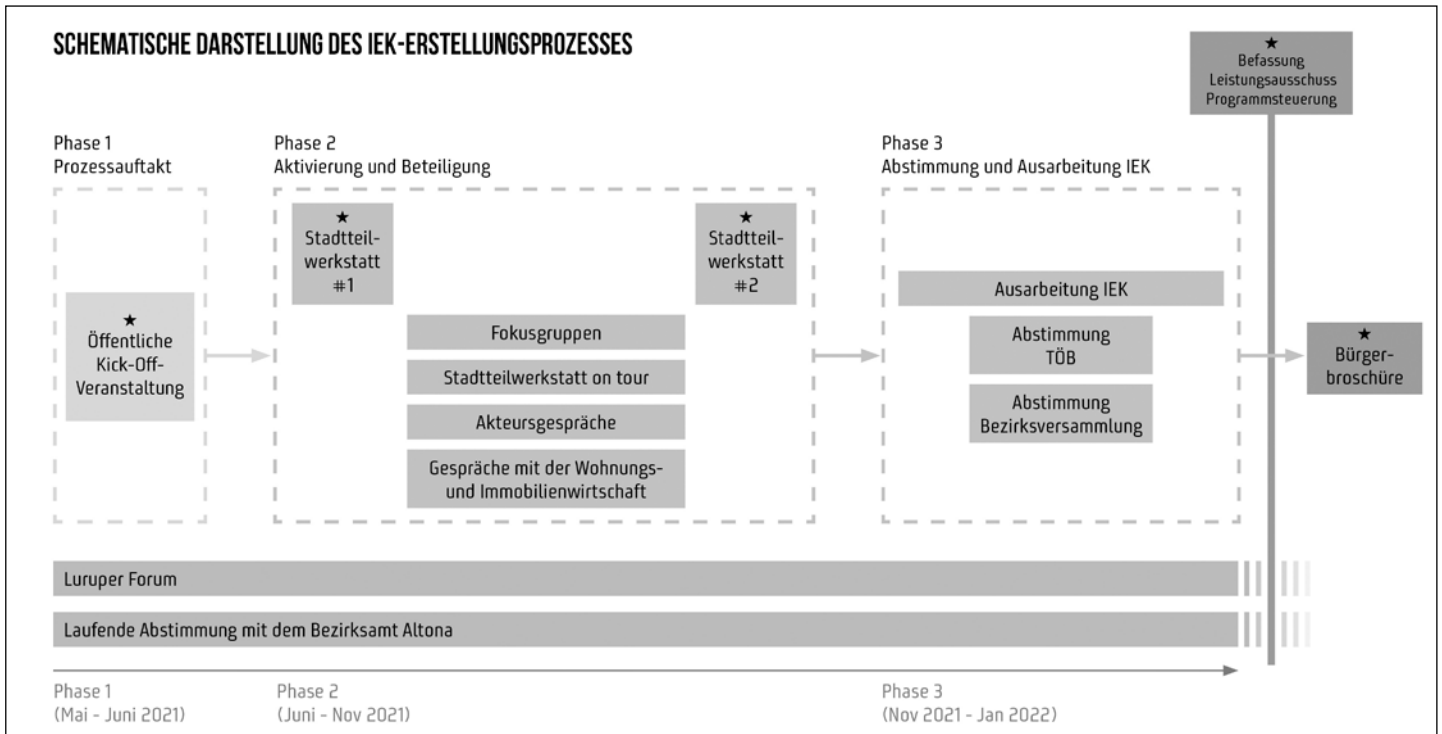 SCHEMATISCHE DARSTELLUNG DES IEK-ERSTELLUNGSPROZESSES
★
Befassung
Leistungsausschuss
Programmsteuerung
Phase 1
Prozessauftakt
Phase 2
Aktivierung und Beteiligung
Phase 3
Abstimmung und Ausarbeitung IEK
★
Öffentliche
Kick-Off-
Veranstaltung
★
Stadtteil-
werkstatt
#1
★
Stadtteil-
werkstatt
#2
Fokusgruppen
Stadtteilwerkstatt on tour
Akteursgespräche
Gespräche mit der Wohnungs-
und Immobilienwirtschaft
Ausarbeitung IEK
Abstimmung
TÖB
Abstimmung
Bezirksversammlung
★
Bürger-
broschüre
Luruper Forum
Laufende Abstimmung mit dem Bezirksamt Altona
Phase 1
(Mai - Juni 2021)
Phase 2
(Juni - Nov 2021)
Phase 3
(Nov 2021 - Jan 2022)